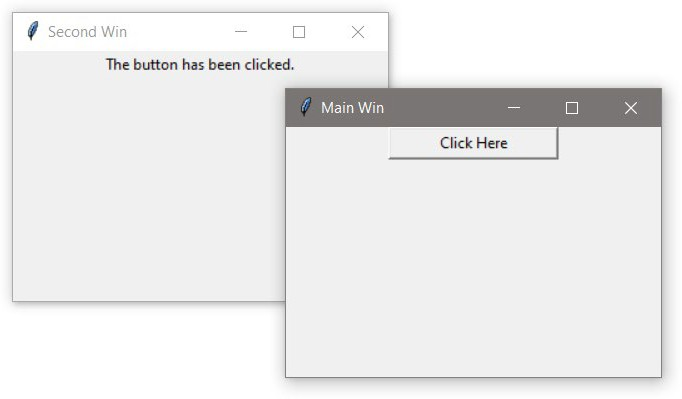 Second Win
The button has been clicked.
Main Win
Click Here